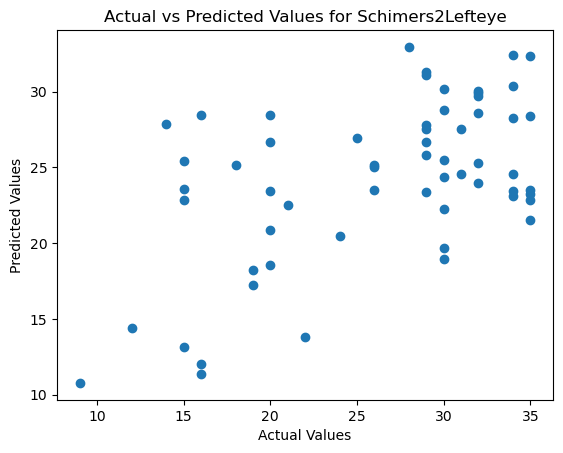 Actual vs Predicted Values for Schimers2Lefteye
Predicted Values
30
25
20
15
10
10 15 20 25 30 35
Actual Values